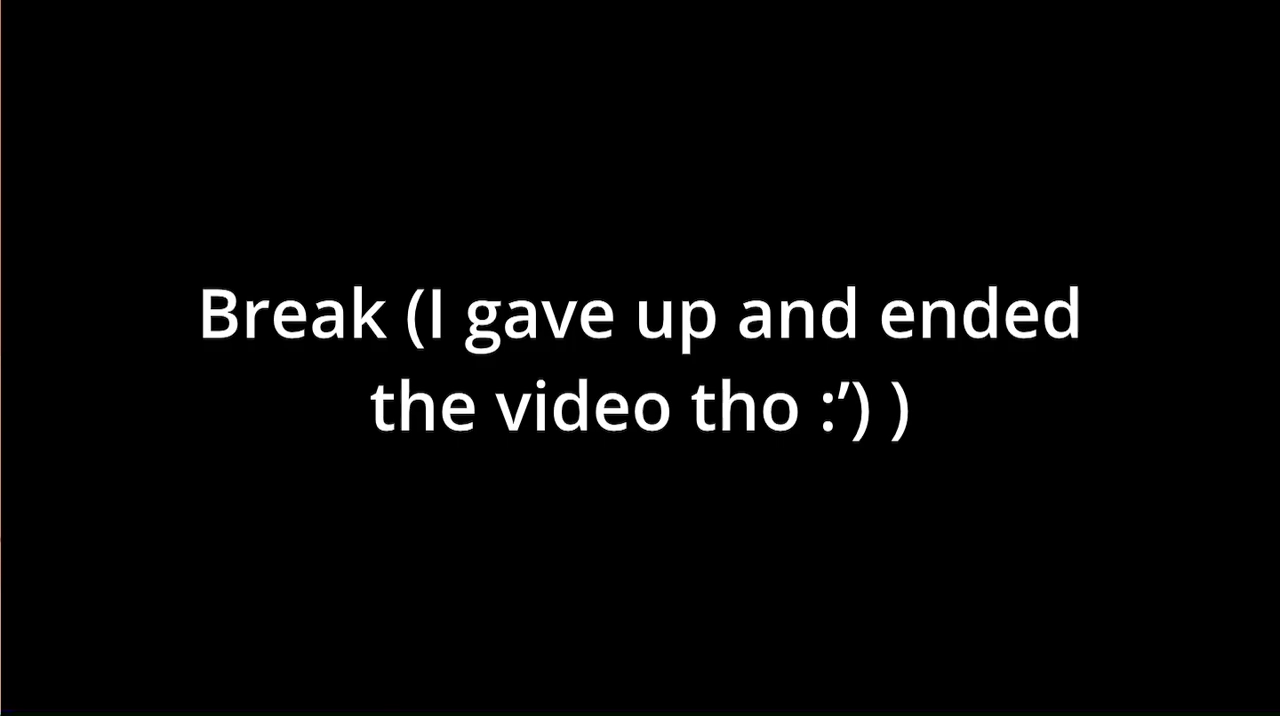 Break (I gave up and ended
the video tho :’) )